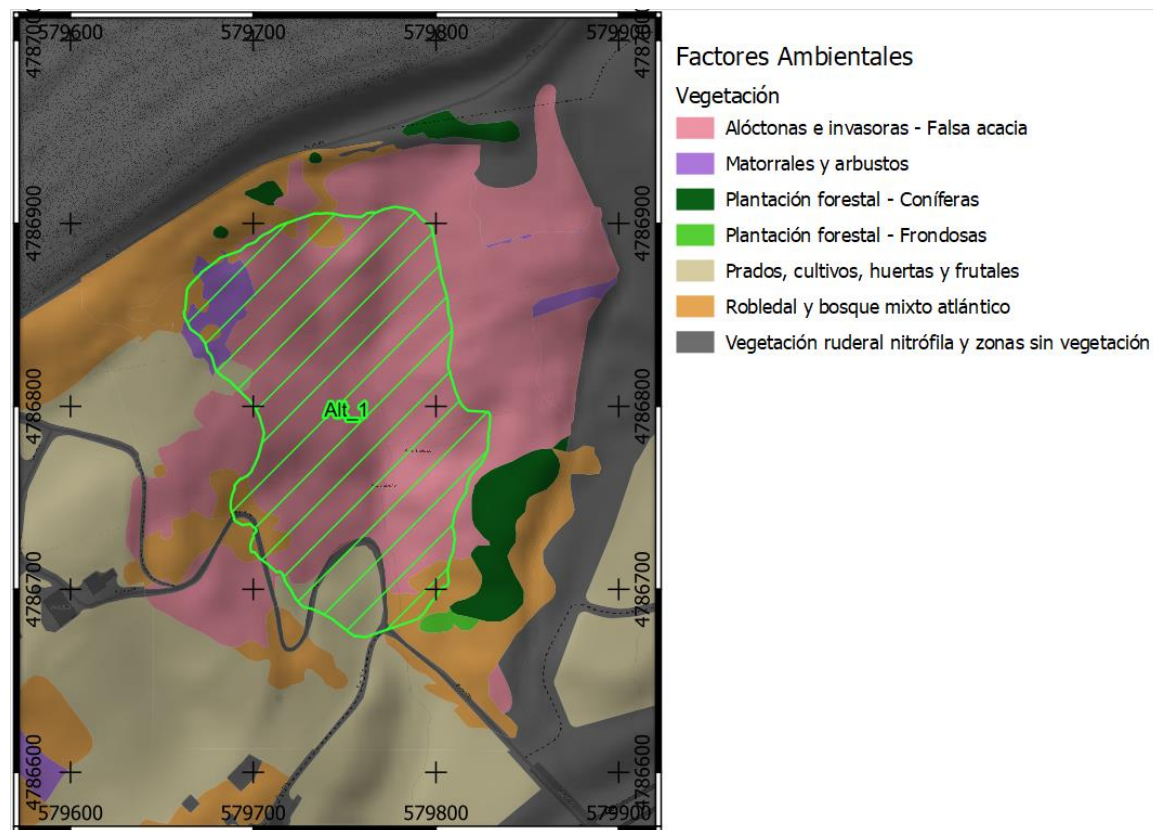 579600 579700 579800 579900
4787000 4787000
Factores Ambientales
Vegetación
Alóctonas e invasoras - Falsa acacia
Matorrales y arbustos
Plantación forestal - Coníferas
Plantación forestal - Frondosas
Prados, cultivos, huertas y frutales
Robledal y bosque mixto atlántico
Vegetación ruderal nitrófila y zonas sin vegetación
4786900 4786900
4786800 4786800
Alt_1
4786700 4786700
4786600 4786600
579600 579700 579800 579900